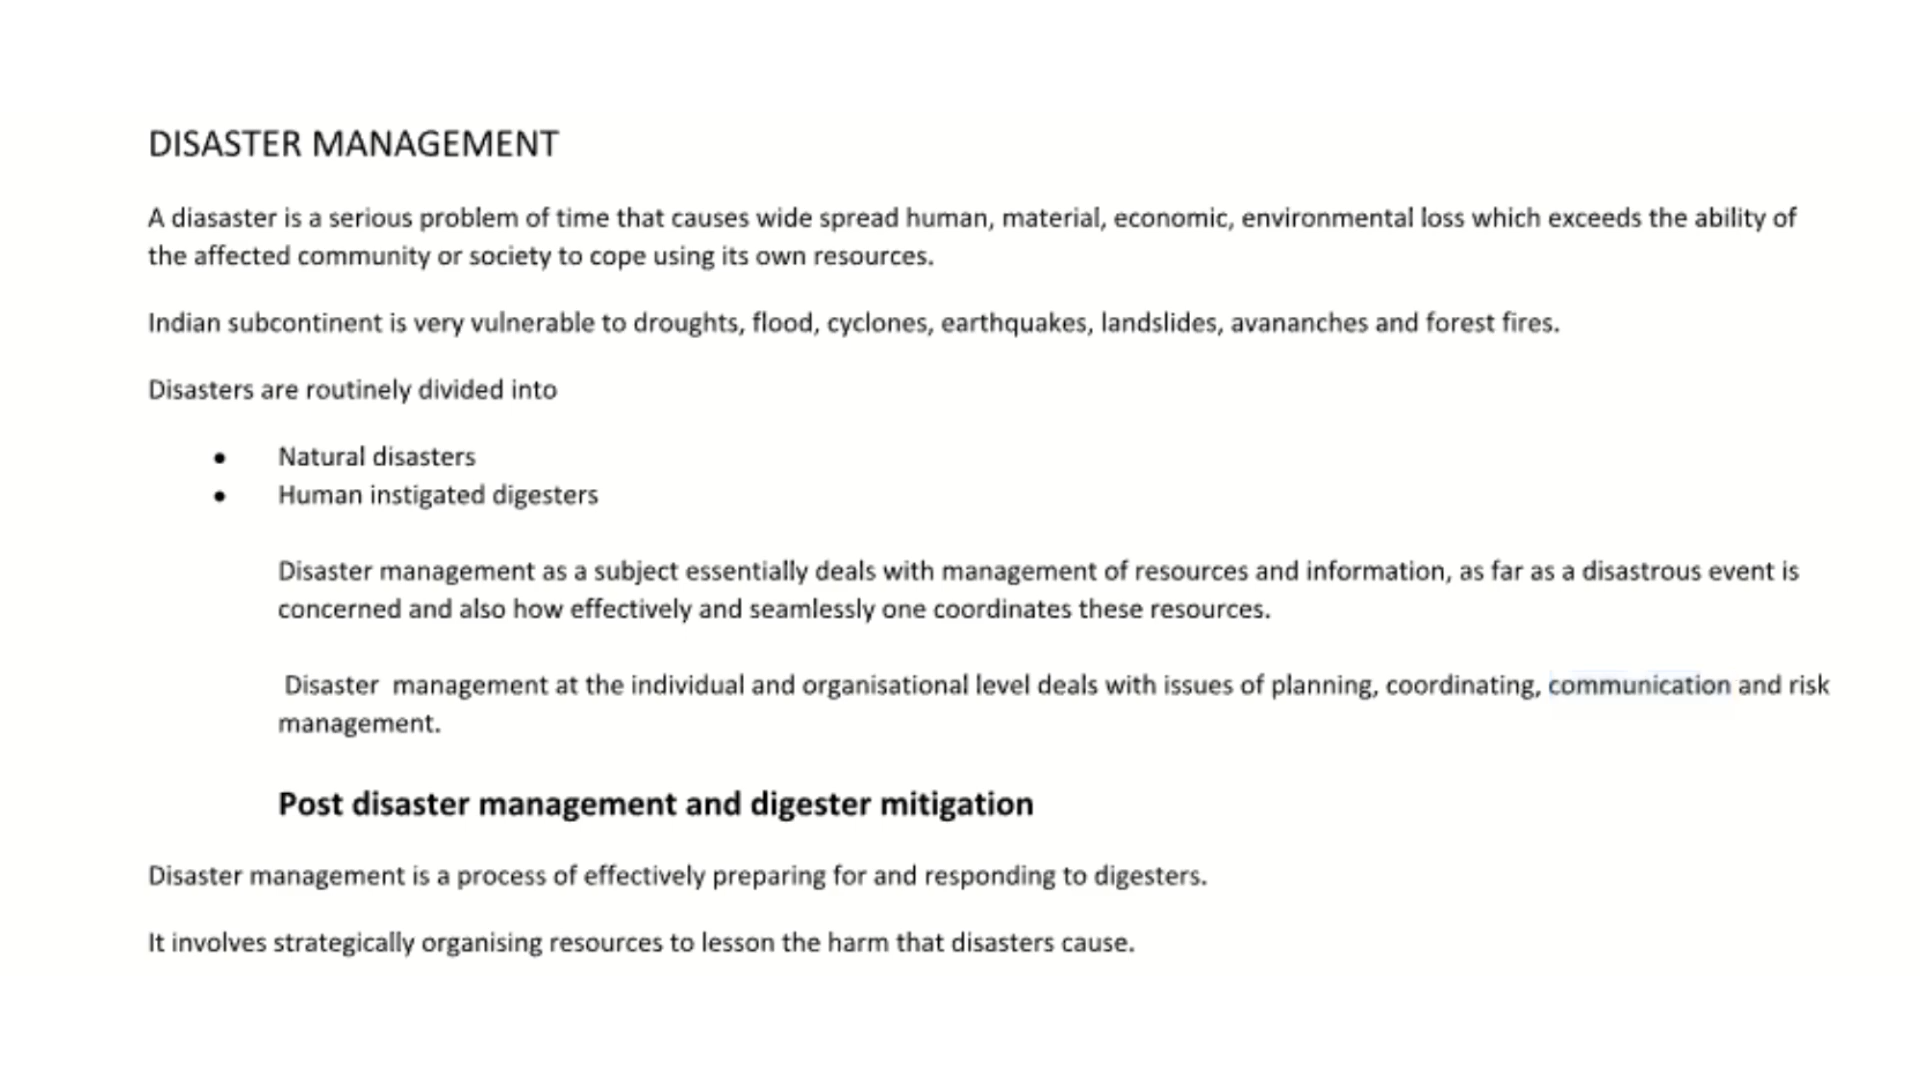 DISASTER MANAGEMENT
A diasaster is a serious problem of time that causes wide spread human, material, economic, environmental loss which exceeds the ability of
the affected community or society to cope using its own resources.
Indian subcontinent is very vulnerable to droughts, flood, cyclones, earthquakes, landslides, avananches and forest fires.
Disasters are routinely divided into
• Natural disasters
• Human instigated digesters
Disaster management as a subject essentially deals with management of resources and information, as far as a disastrous event is
concerned and also how effectively and seamlessly one coordinates these resources.
Disaster management at the individual and organisational level deals with issues of planning, coordinating, communication and risk
management.
Post disaster management and digester mitigation
Disaster management is a process of effectively preparing for and responding to digesters.
It involves strategically organising resources to lesson the harm that disasters cause.